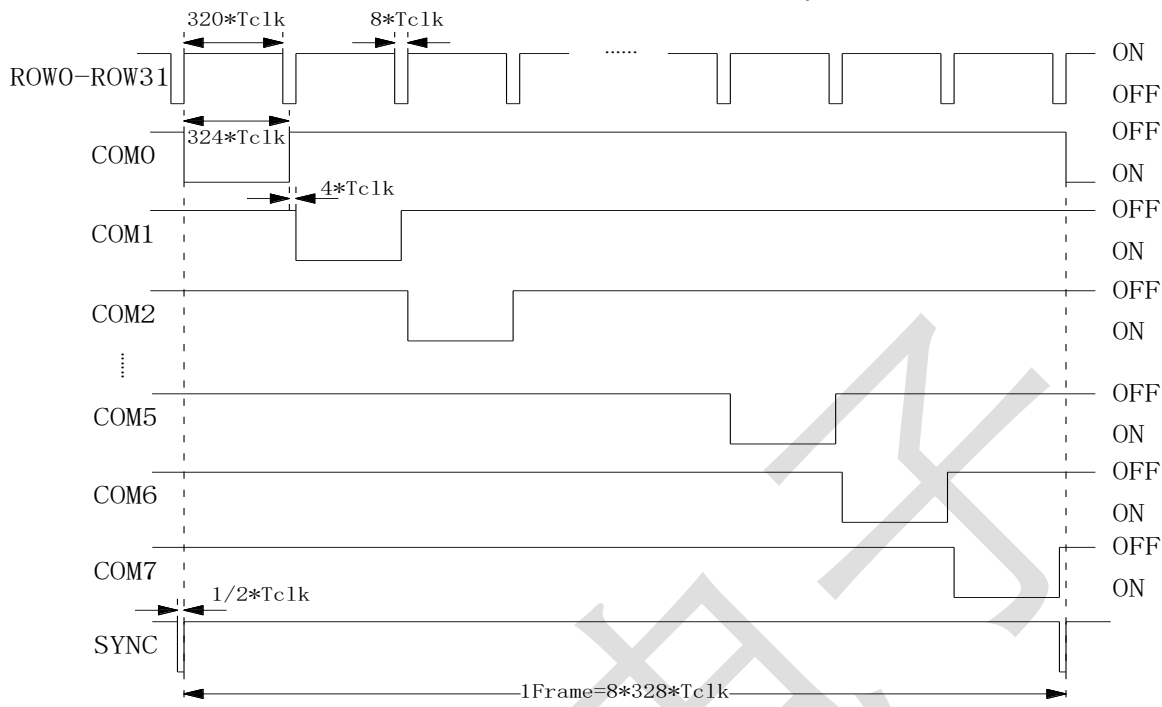 320*Tclk 8*Tclk
...... ON
ROW0-ROW31
OFF
324*Tclk OFF
COM0
ON
4*Tclk
OFF
COM1
ON
OFF
COM2
ON
......
OFF
COM5
ON
OFF
COM6
ON
OFF
COM7
ON
1/2*Tclk
SYNC
1Frame=8*328*Tclk